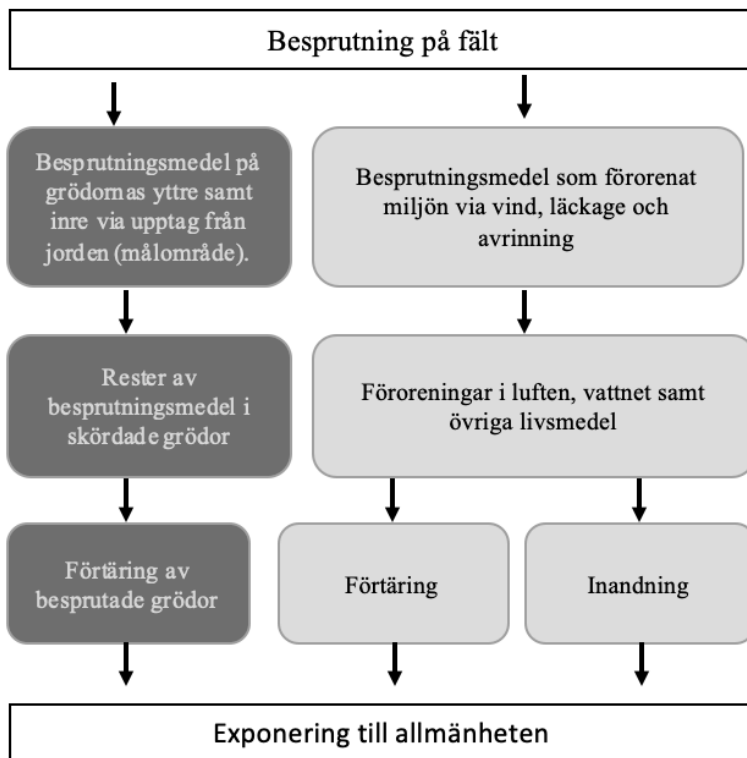 Besprutning på fält
Besprutningsmedel på
grödornas yttre samt
inre via upptag från
jorden (målområde).
Besprutningsmedel som förorenat
miljön via vind, läckage och
avrinning
Rester av
besprutningsmedel i
skördade grödor
Föroreningar i luften, vattnet samt
övriga livsmedel
Förtäring av
besprutade grödor
Förtäring
Inandning
Exponering till allmänheten